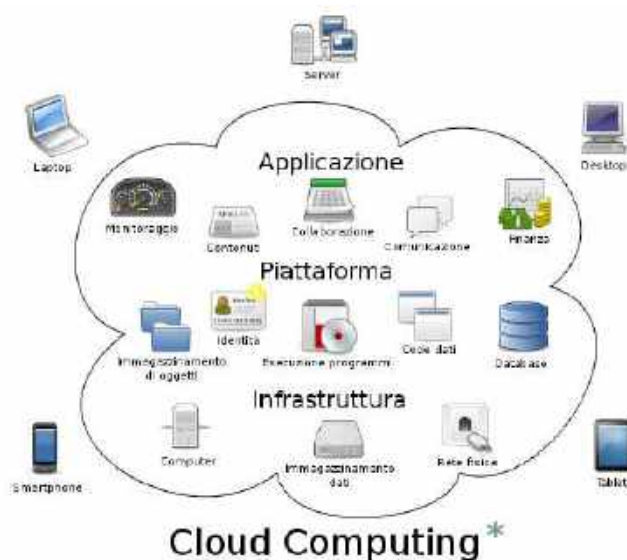 Server
Laptop
Desktop
Applicazione
Monitoraggio
Contenuti
Collaborazione
Comunicazione
Finanza
Piattaforma
Immagazzinamento
di oggetti
Identità
Esecuzione programmi
Code dati
Database
Infrastruttura
Computer
Immagazzinamento
dati
Rete fisica
Smartphone
Tablet
Cloud Computing*